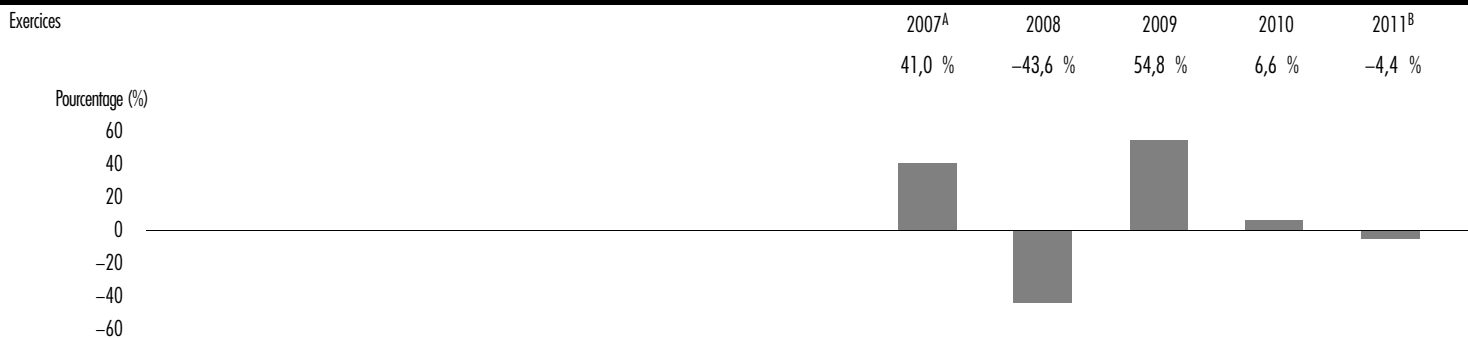 Exercices 2007ᴬ 2008 2009 2010 2011ᴮ
41,0 % –43,6 % 54,8 % 6,6 % –4,4 %
Pourcentage (%)
60
40
20
0
–20
–40
–60